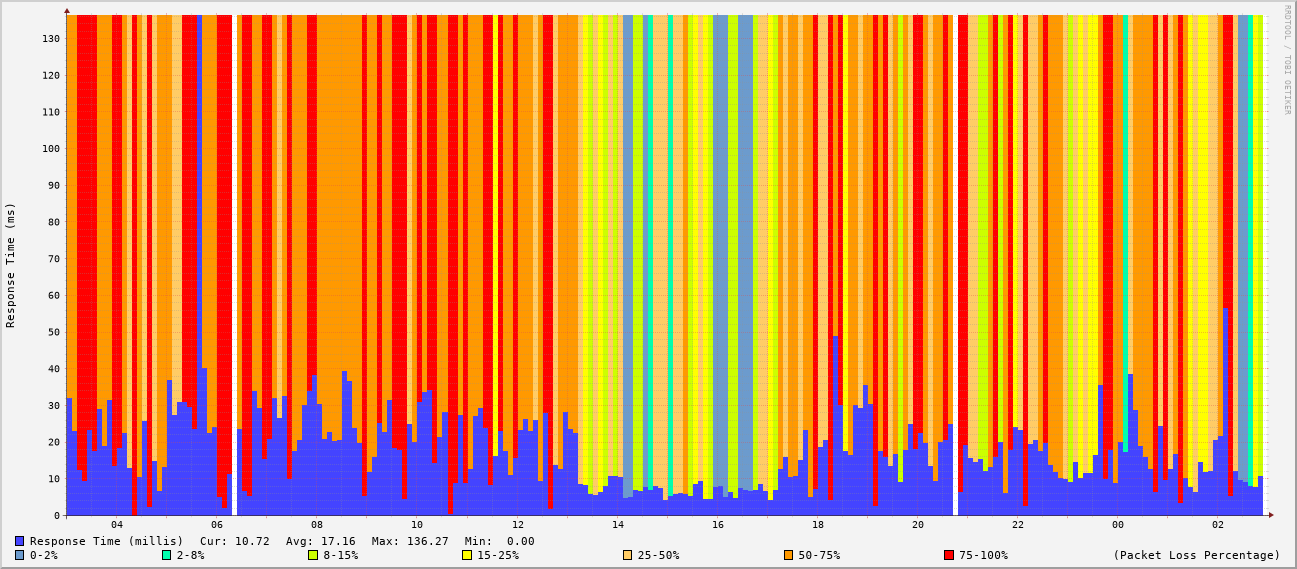 RRDTOOL / TOBI OETIKER
Response Time (ms)
130
120
110
100
90
80
70
60
50
40
30
20
10
0
04 06 08 10 12 14 16 18 20 22 00 02
Response Time (millis) Cur: 10.72 Avg: 17.16 Max: 136.27 Min: 0.00
0-2% 2-8% 8-15% 15-25% 25-50% 50-75% 75-100% (Packet Loss Percentage)